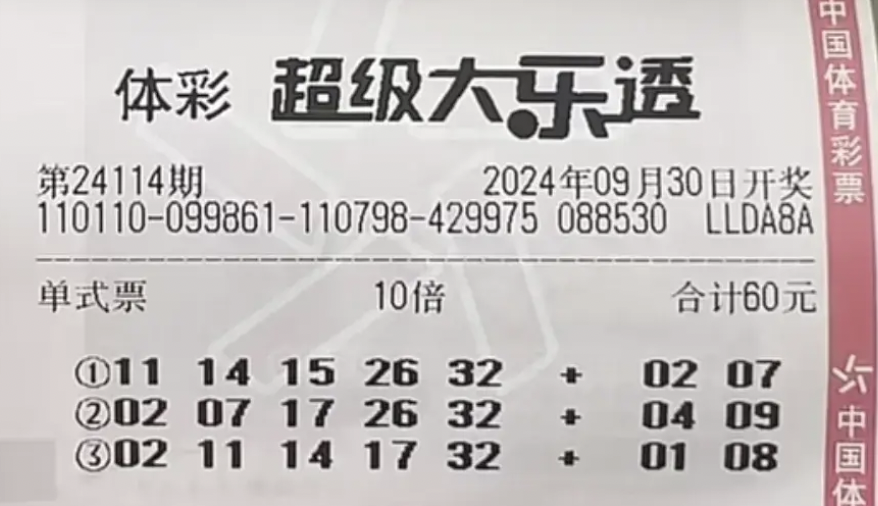 体彩 超级大乐透
第24114期 2024年09月30日开奖
110110-099861-110798-429975 088530 LLDA8A
单式票 10倍 合计60元
①11 14 15 26 32 + 02 07
②02 07 17 26 32 + 04 09
③02 11 14 17 32 + 01 08
中国体育彩票
中国体